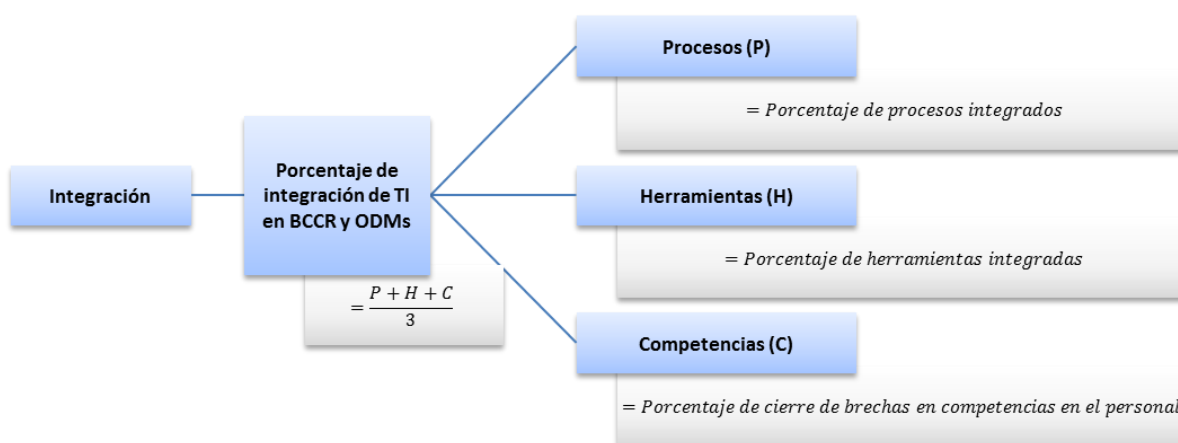 Procesos (P)
= Porcentaje de procesos integrados
Integración
Porcentaje de
integración de TI
en BCCR y ODMs
= (P + H + C) / 3
Herramientas (H)
= Porcentaje de herramientas integradas
Competencias (C)
= Porcentaje de cierre de brechas en competencias en el personal